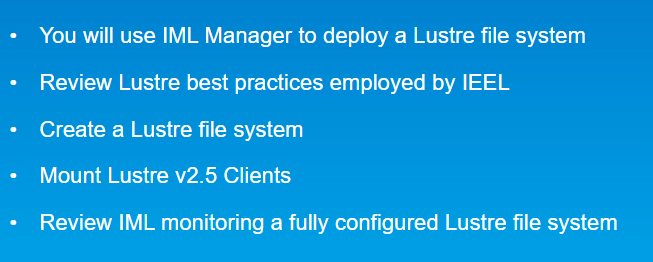 • You will use IML Manager to deploy a Lustre file system
• Review Lustre best practices employed by IEEL
• Create a Lustre file system
• Mount Lustre v2.5 Clients
• Review IML monitoring a fully configured Lustre file system